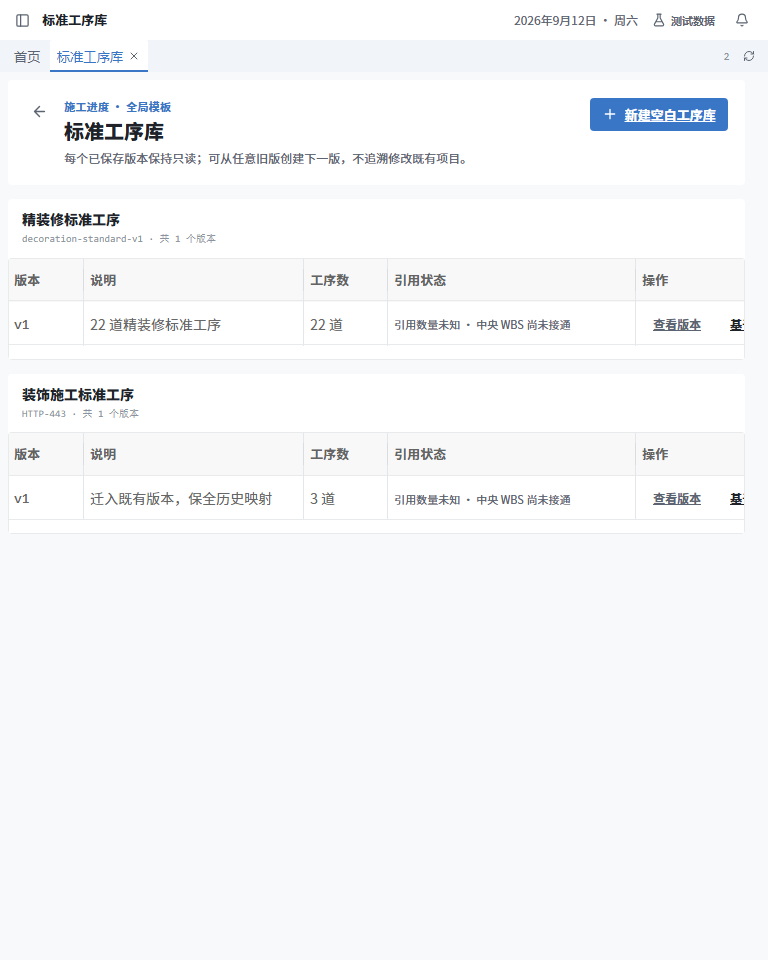 标准工序库
2026年9月12日 • 周六
测试数据
首页
标准工序库
2
施工进度 • 全局模板
标准工序库
每个已保存版本保持只读；可从任意旧版创建下一版，不追溯修改既有项目。
新建空白工序库
精装修标准工序
decoration-standard-v1 · 共 1 个版本
版本 说明 工序数 引用状态 操作
v1 22 道精装修标准工序 22 道 引用数量未知 • 中央 WBS 尚未接通 查看版本
装饰施工标准工序
HTTP-443 · 共 1 个版本
版本 说明 工序数 引用状态 操作
v1 迁入既有版本，保全历史映射 3 道 引用数量未知 • 中央 WBS 尚未接通 查看版本